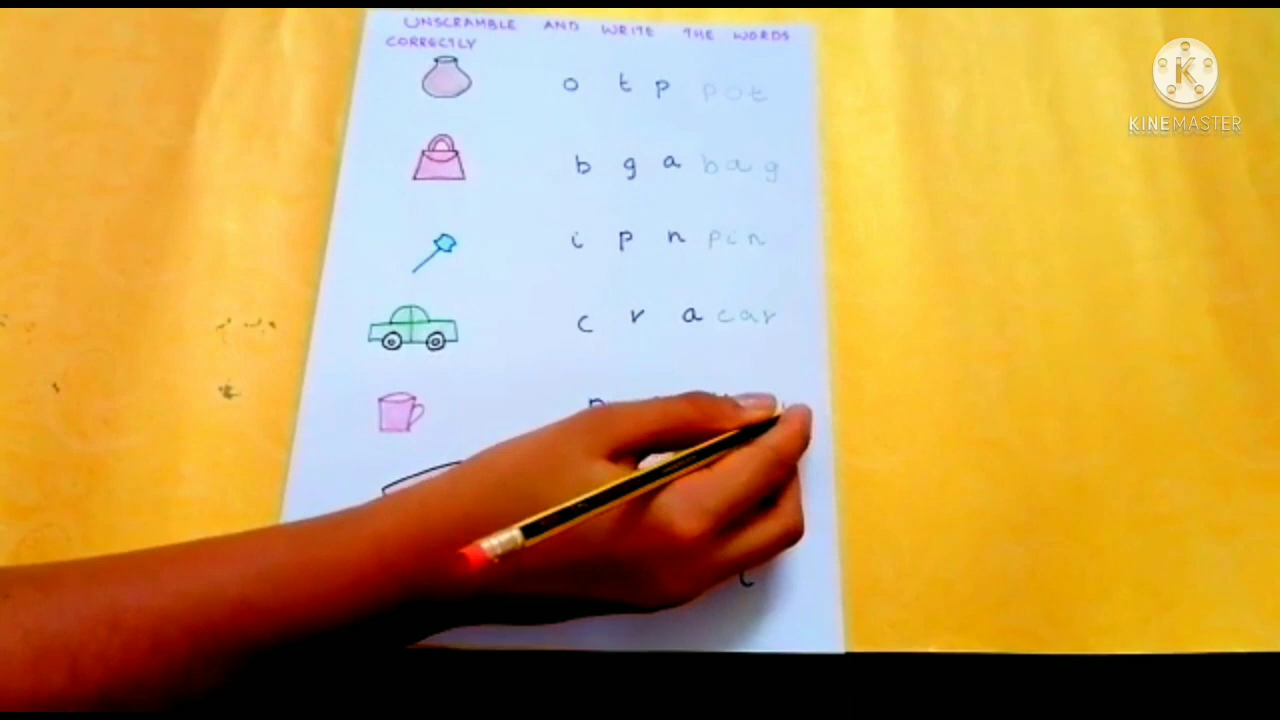 UNSCRAMBLE AND WRITE THE WORDS
CORRECTLY
o t p pot
b g a bag
i p n pin
c r a car
KINEMASTER